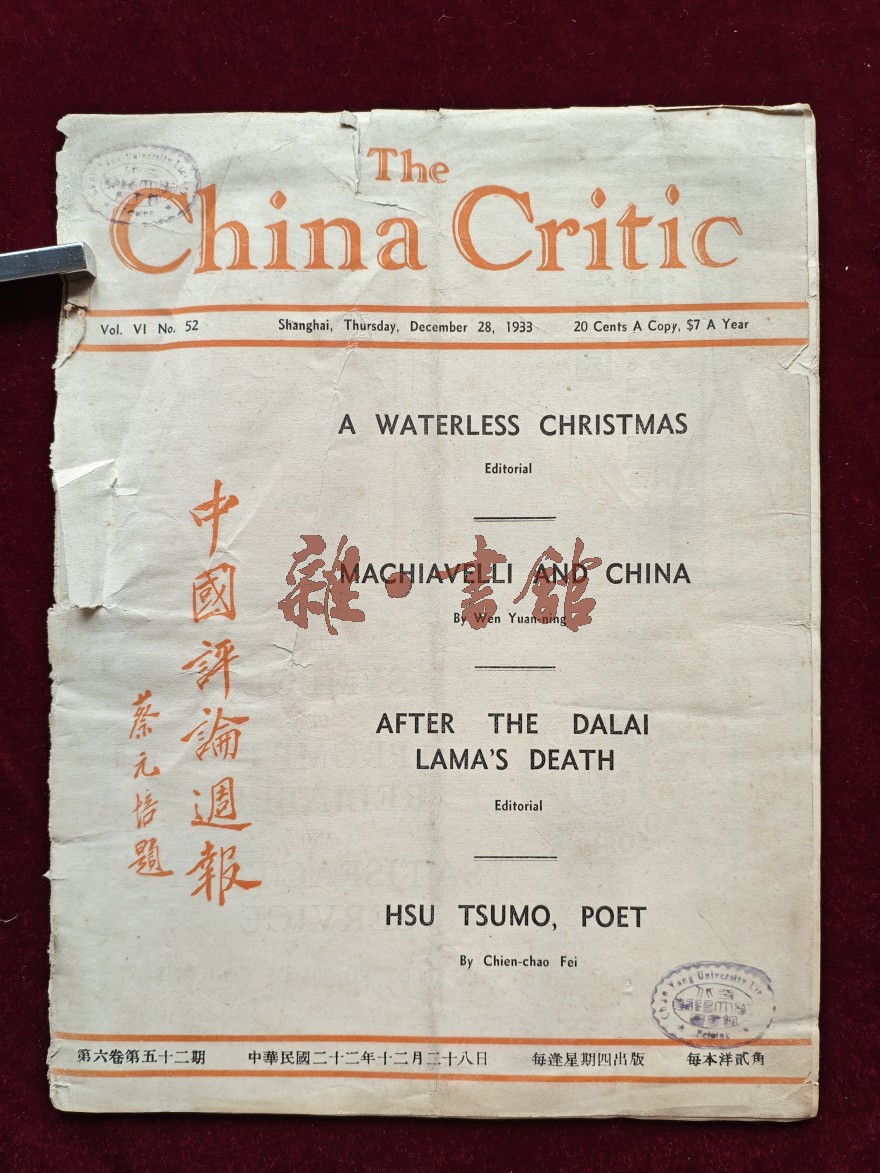 The
China Critic
Vol. VI No. 52 Shanghai, Thursday, December 28, 1933 20 Cents A Copy, $7 A Year
A WATERLESS CHRISTMAS
Editorial
MACHIAVELLI AND CHINA
By Wen Yuan-ning
AFTER THE DALAI
LAMA'S DEATH
Editorial
HSU TSUMO, POET
By Chien-chao Fei
中國評論週報
蔡元培題
雜·書館
Chao Yang University
第六卷第五十二期 中華民國二十二年十二月二十八日 每逢星期四出版 每本洋貳角